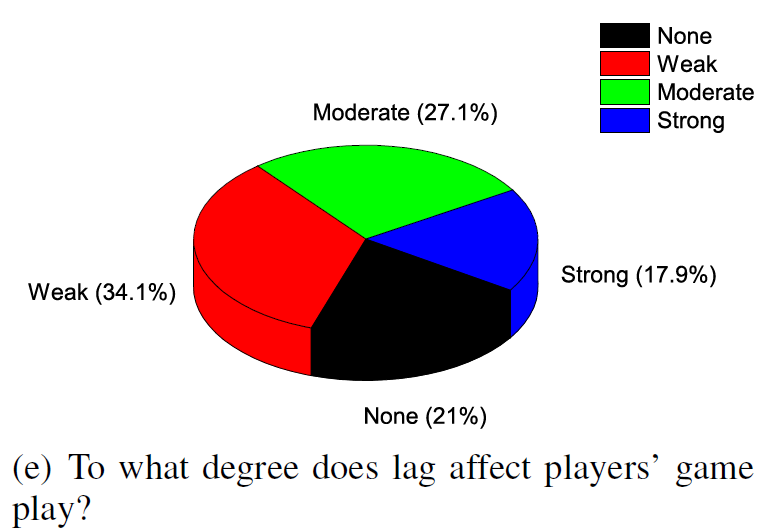 None
Weak
Moderate
Strong
Moderate (27.1%)
Weak (34.1%)
Strong (17.9%)
None (21%)
(e) To what degree does lag affect players’ game
play?